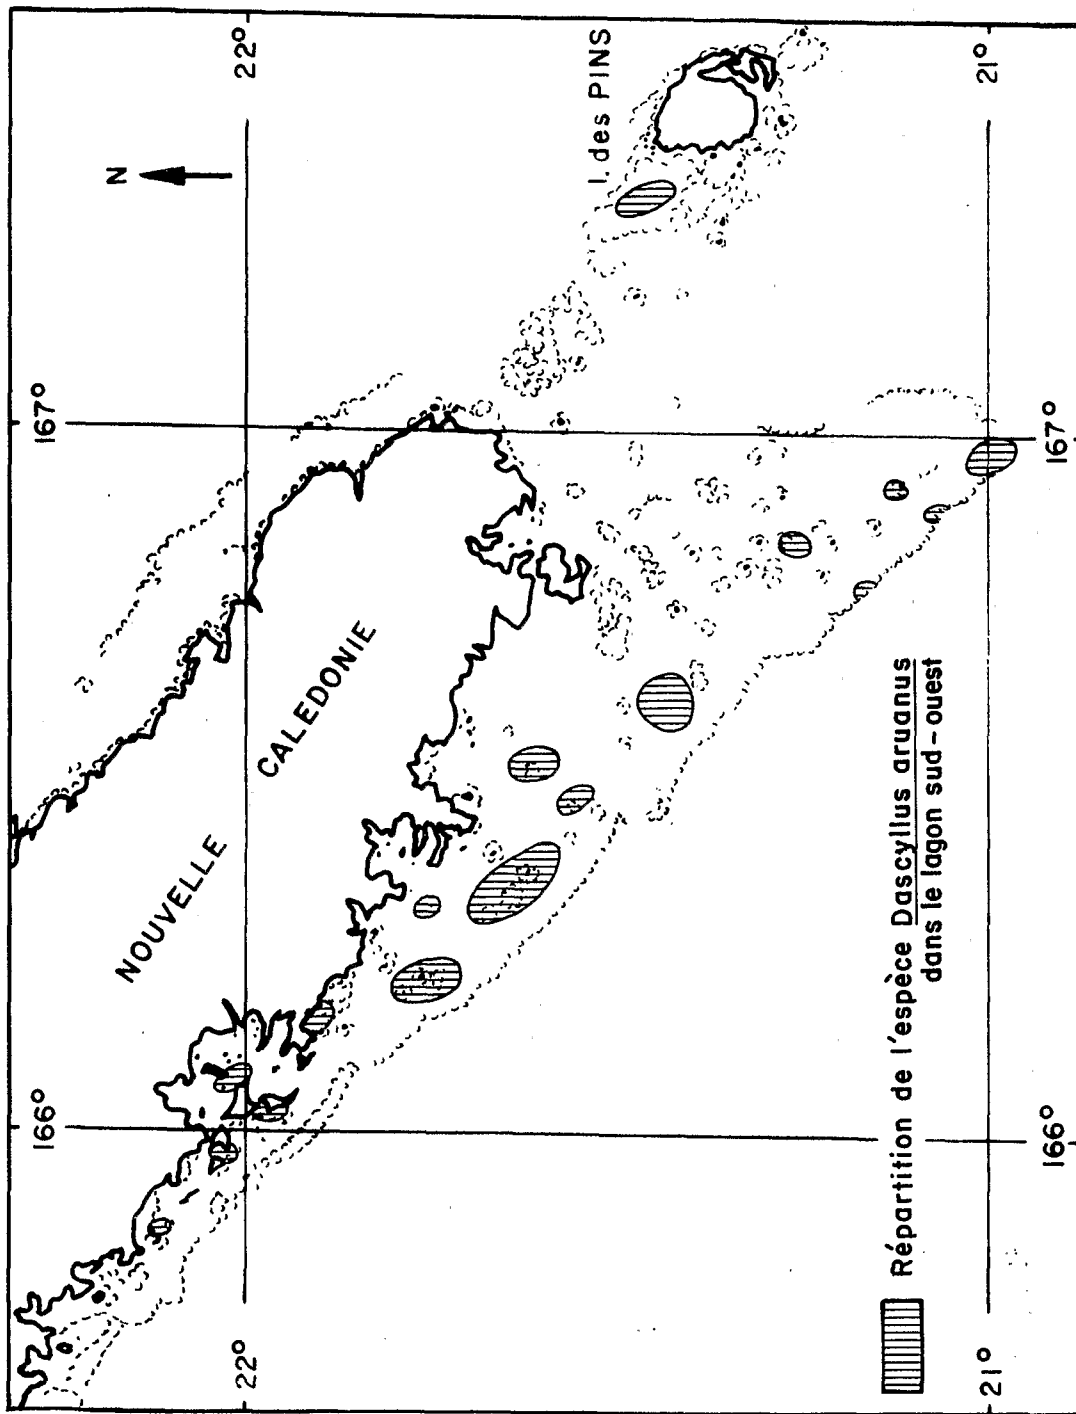 167°
166°
22°
22°
N
I. des PINS
NOUVELLE
CALEDONIE
21°
21°
167°
166°
Répartition de l'espèce Dascyllus aruanus
dans le lagon sud-ouest